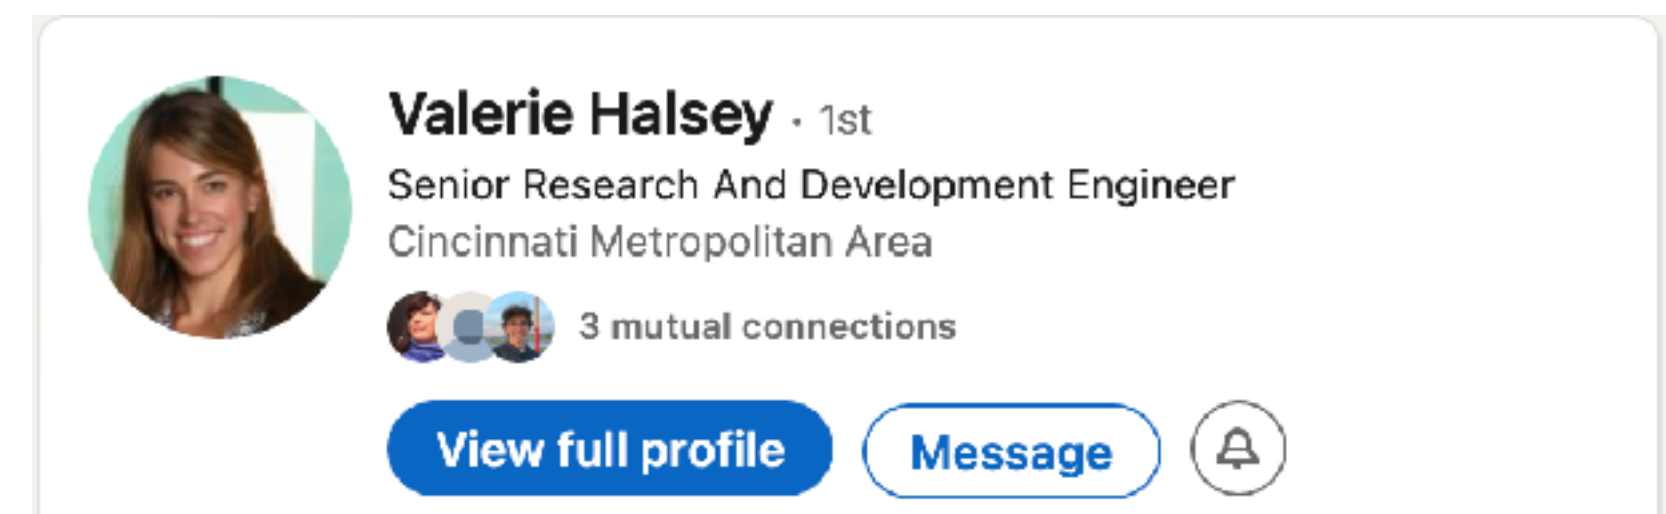 Valerie Halsey · 1st
Senior Research And Development Engineer
Cincinnati Metropolitan Area
3 mutual connections
View full profile
Message